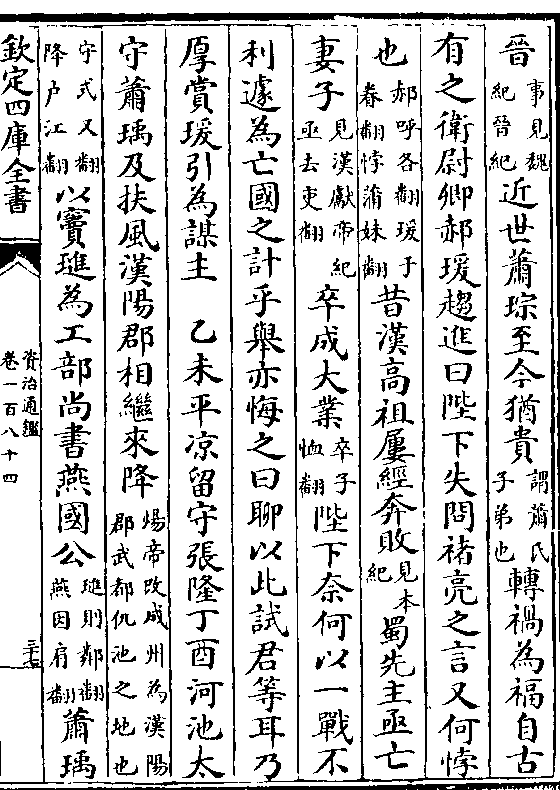 晉事見魏紀晉紀近世蕭琮至今猶貴謂蕭氏子弟也轉禍為福自古
有之衛尉卿郝瑗趨進曰陛下失問褚亮之言又何悖
也郝呼各翻瑗于眷翻悖蒲妹翻昔漢高祖屢經奔敗見本紀蜀先主亟亡
妻子見漢獻帝紀亟去吏翻卒成大業卒子恤翻陛下奈何以一戰不
利遽為亡國之計乎舉亦悔之曰聊以此試君等耳乃
厚賞瑗引為謀主 乙未平凉留守張隆丁酉河池太
守蕭瑀及扶風漢陽郡相繼來降煬帝改成州為漢陽郡武都仇池之地也
守式又翻降户江翻以竇璡為工部尚書燕國公璡則鄰翻燕因肩翻蕭瑀
欽定四庫全書
資治通鑑
卷一百八十四